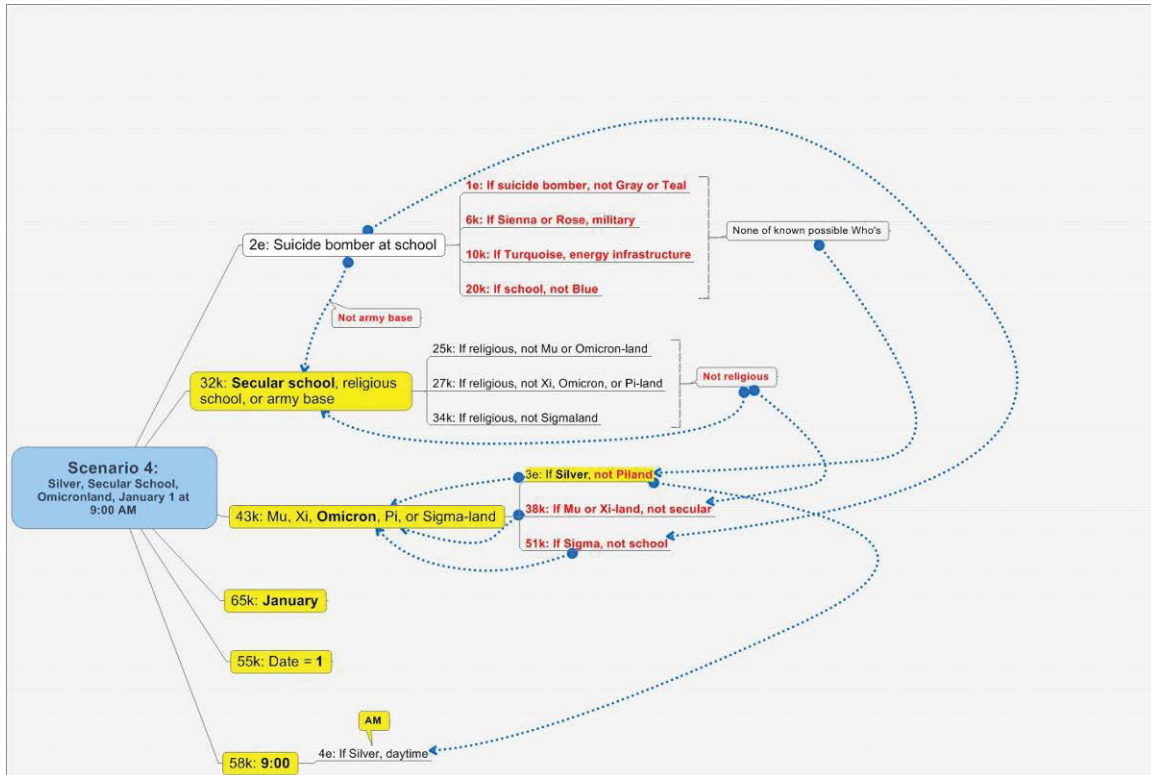 1e: If suicide bomber, not Gray or Teal
6k: If Sienna or Rose, military
None of known possible Who's
2e: Suicide bomber at school
10k: If Turquoise, energy infrastructure
20k: If school, not Blue
Not army base
25k: If religious, not Mu or Omicron-land
32k: Secular school, religious
school, or army base
27k: If religious, not Xi, Omicron, or Pi-land
Not religious
34k: If religious, not Sigmaland
Scenario 4:
Silver, Secular School,
Omicronland, January 1 at
9:00 AM
3e: If Silver, not Piland
43k: Mu, Xi, Omicron, Pi, or Sigma-land
38k: If Mu or Xi-land, not secular
51k: If Sigma, not school
65k: January
55k: Date = 1
AM
4e: If Silver, daytime
58k: 9:00